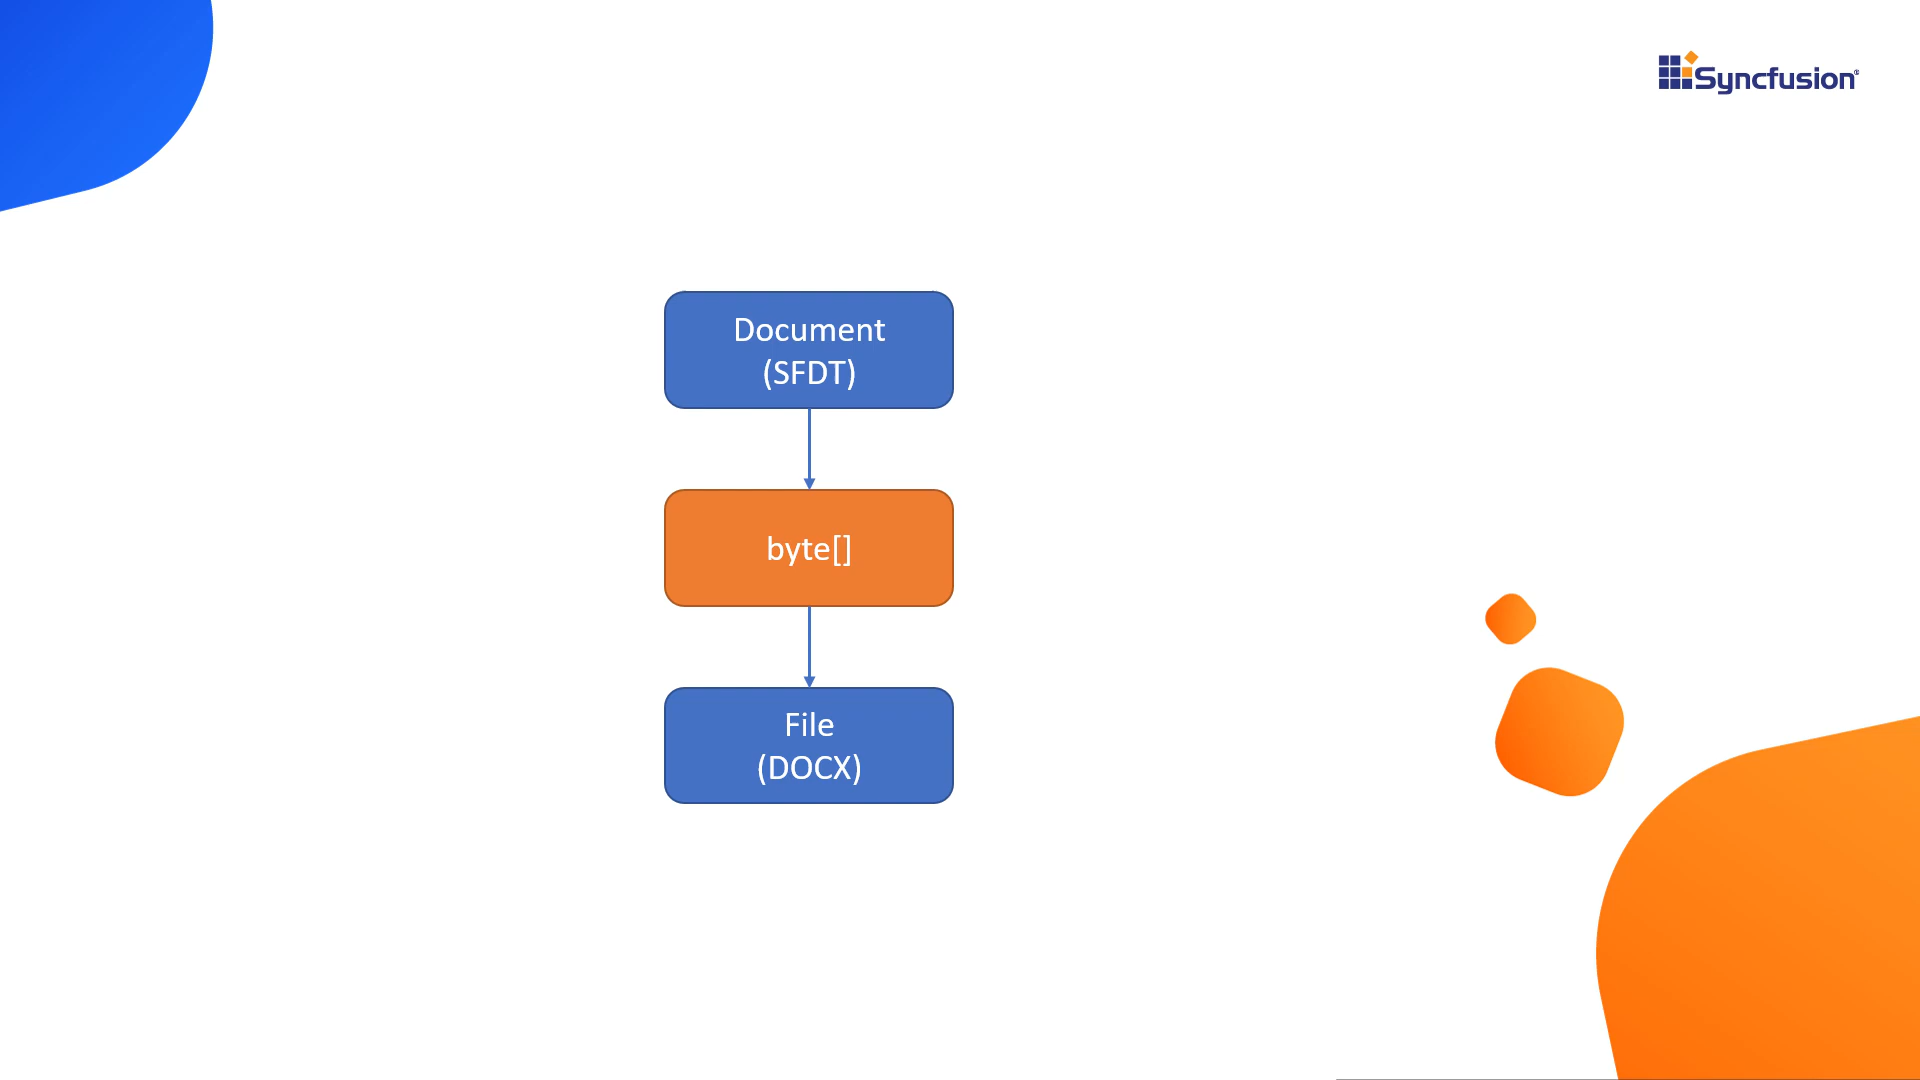 Syncfusion®
Document
(SFDT)
byte[]
File
(DOCX)